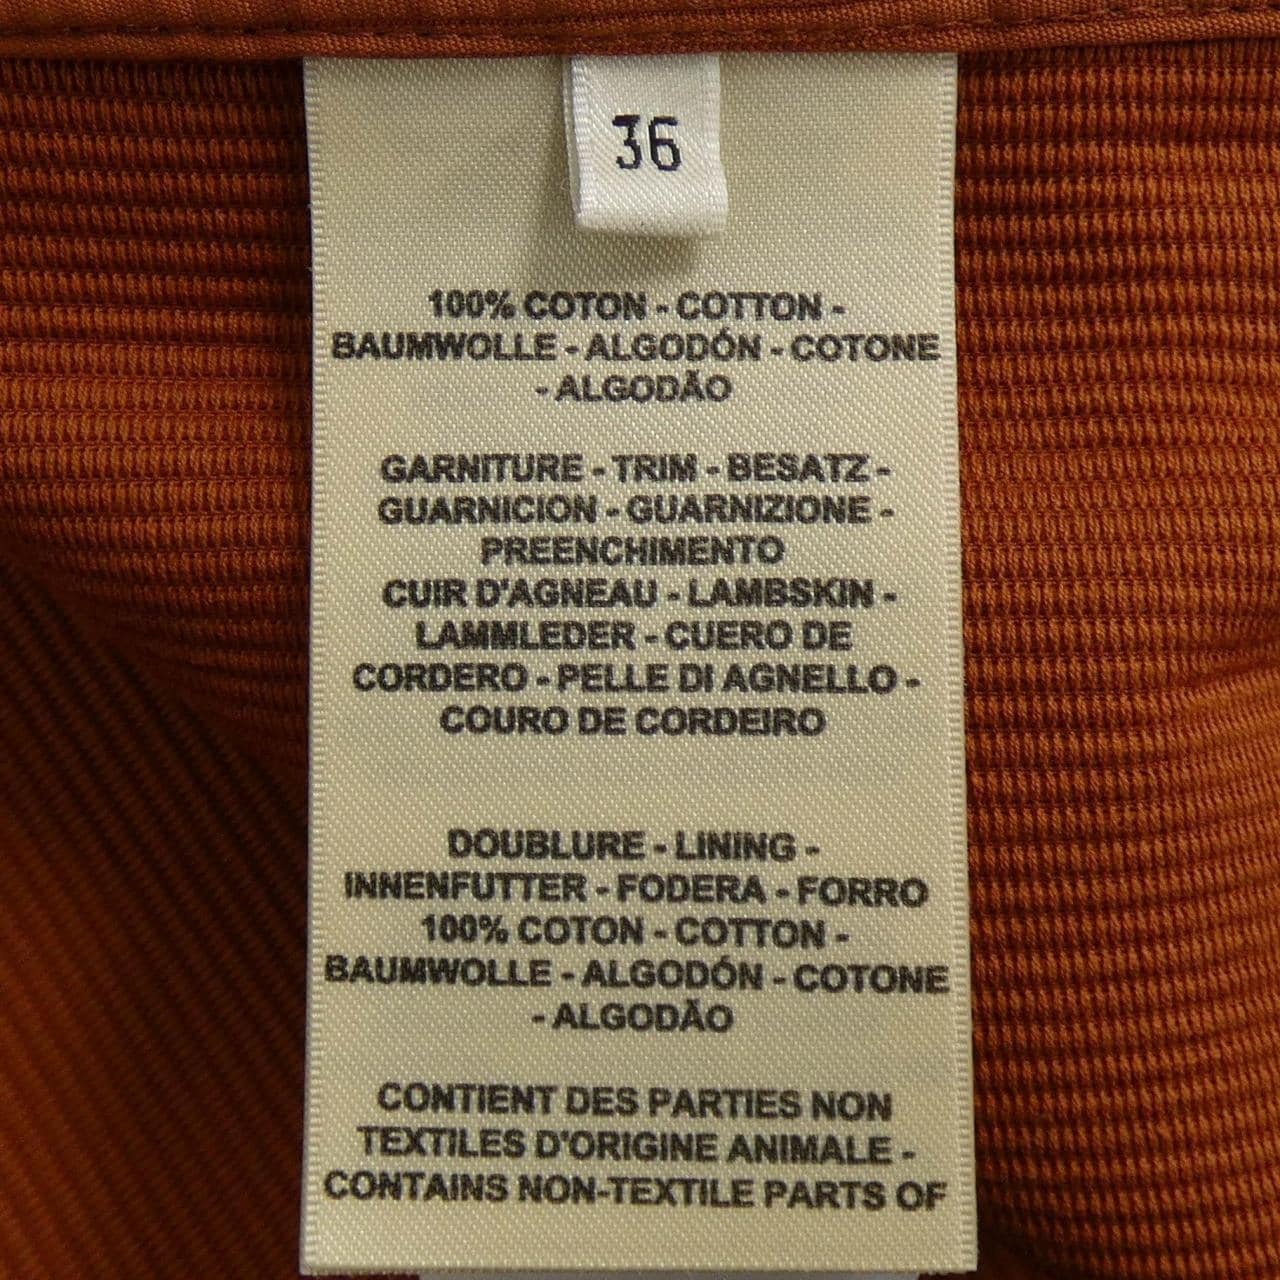 36
100% COTON - COTTON -
BAUMWOLLE - ALGODÓN - COTONE
- ALGODÃO
GARNITURE - TRIM - BESATZ -
GUARNICION - GUARNIZIONE -
PREENCHIMENTO
CUIR D'AGNEAU - LAMBSKIN -
LAMMLEDER - CUERO DE
CORDERO - PELLE DI AGNELLO -
COURO DE CORDEIRO
DOUBLURE - LINING -
INNENFUTTER - FODERA - FORRO
100% COTON - COTTON -
BAUMWOLLE - ALGODÓN - COTONE
- ALGODÃO
CONTIENT DES PARTIES NON
TEXTILES D'ORIGINE ANIMALE -
CONTAINS NON-TEXTILE PARTS OF